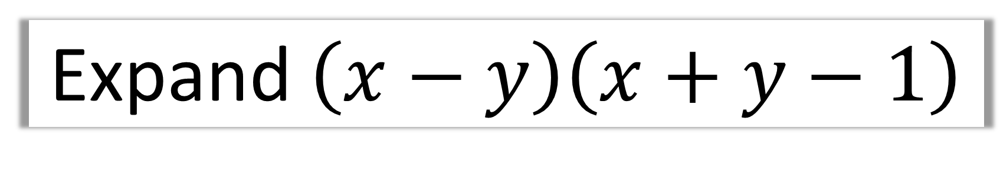 Expand (x − y)(x + y − 1)